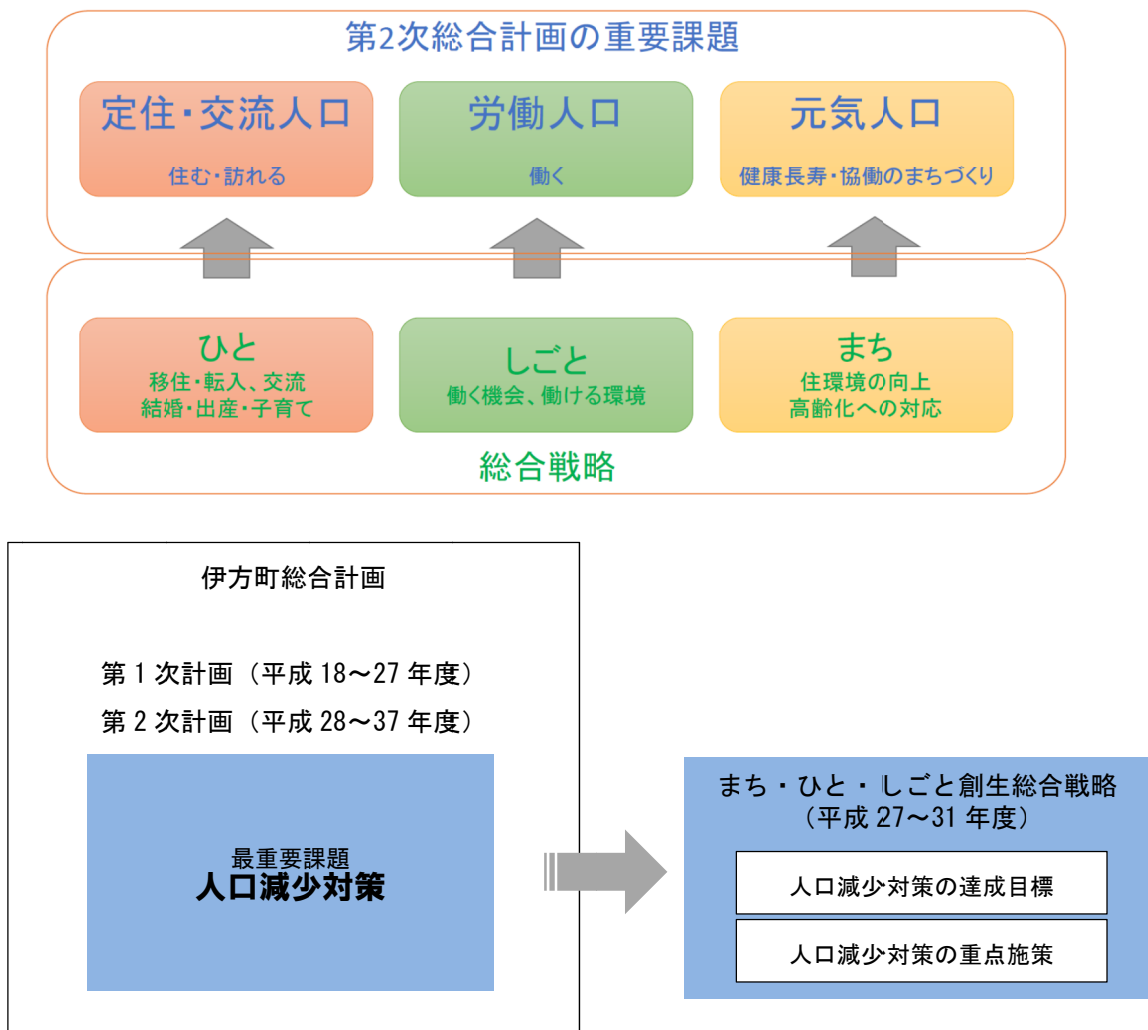 第2次総合計画の重要課題
定住・交流人口
住む・訪れる
労働人口
働く
元気人口
健康長寿・協働のまちづくり
ひと
移住・転入、交流
結婚・出産・子育て
しごと
働く機会、働ける環境
まち
住環境の向上
高齢化への対応
総合戦略
伊方町総合計画
第1次計画（平成18～27年度）
第2次計画（平成28～37年度）
最重要課題
人口減少対策
まち・ひと・しごと創生総合戦略
（平成27～31年度）
人口減少対策の達成目標
人口減少対策の重点施策